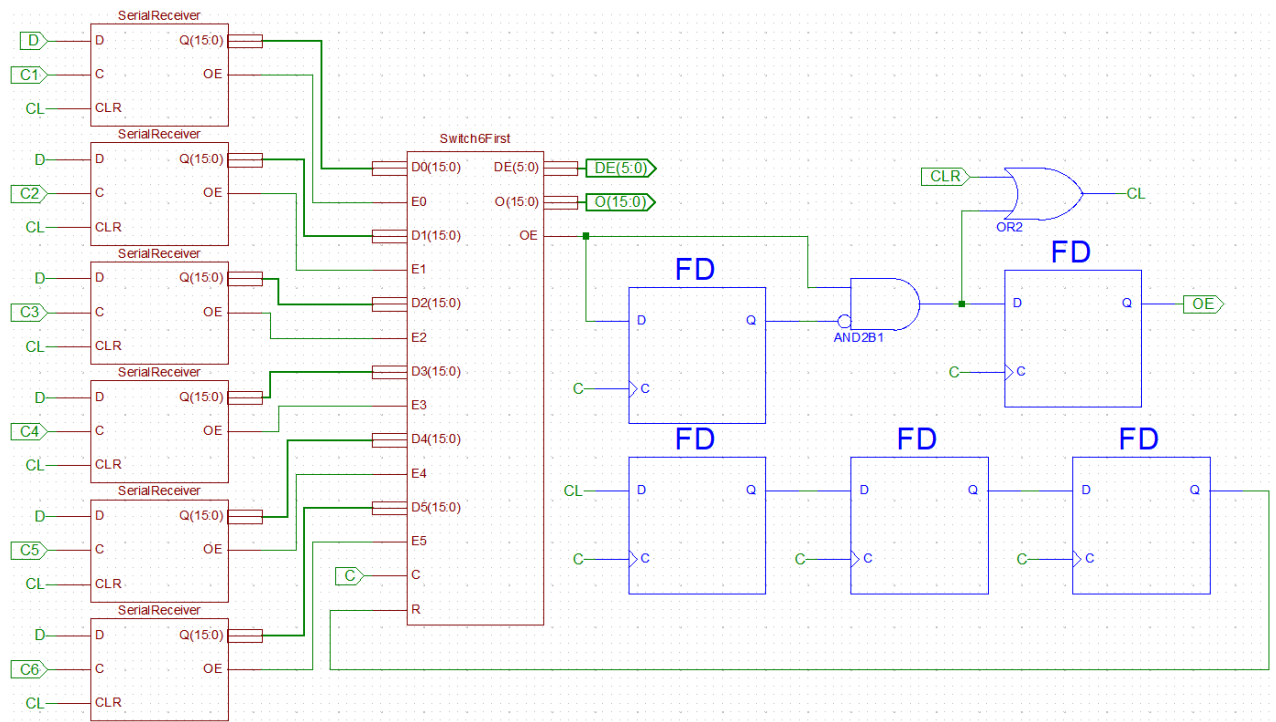 SerialReceiver
D D Q(15:0)
C1 C OE
CL CLR
SerialReceiver
D D Q(15:0)
C2 C OE
CL CLR
SerialReceiver
D D Q(15:0)
C3 C OE
CL CLR
SerialReceiver
D D Q(15:0)
C4 C OE
CL CLR
SerialReceiver
D D Q(15:0)
C5 C OE
CL CLR
SerialReceiver
D D Q(15:0)
C6 C OE
CL CLR
Switch6First
D0(15:0) DE(5:0) DE(5:0)
E0 O(15:0) O(15:0)
D1(15:0) OE
E1
D2(15:0)
E2
D3(15:0)
E3
D4(15:0)
E4
D5(15:0)
E5
C C
R
CLR CL
OR2
FD
D Q
C C
AND2B1
FD
D Q OE
C C
FD
CL D Q
C C
FD
D Q
C C
FD
D Q
C C